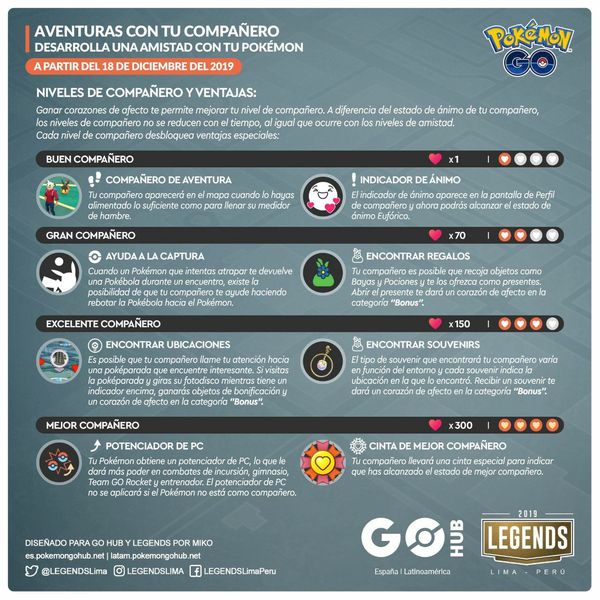 AVENTURAS CON TU COMPAÑERO
DESARROLLA UNA AMISTAD CON TU POKÉMON
A PARTIR DEL 18 DE DICIEMBRE DEL 2019
POKÉMON
GO
NIVELES DE COMPAÑERO Y VENTAJAS:
Ganar corazones de afecto te permite mejorar tu nivel de compañero. A diferencia del estado de ánimo de tu compañero,
los niveles de compañero no se reducen con el tiempo, al igual que ocurre con los niveles de amistad.
Cada nivel de compañero desbloquea ventajas especiales:
BUEN COMPAÑERO x 1
COMPAÑERO DE AVENTURA
Tu compañero aparecerá en el mapa cuando lo hayas
alimentado lo suficiente como para llenar su medidor
de hambre.
INDICADOR DE ÁNIMO
El indicador de ánimo aparece en la pantalla de Perfil
de compañero y ahora podrás alcanzar el estado de
ánimo Eufórico.
GRAN COMPAÑERO x 70
AYUDA A LA CAPTURA
Cuando un Pokémon que intentas atrapar te devuelve
una Pokébola durante un encuentro, existe la
posibilidad de que tu compañero te ayude haciendo
rebotar la Pokébola hacia el Pokémon.
ENCONTRAR REGALOS
Tu compañero es posible que recoja objetos como
Bayas y Pociones y te los ofrezca como presentes.
Abrir el presente te dará un corazón de afecto en la
categoría "Bonus".
EXCELENTE COMPAÑERO x 150
ENCONTRAR UBICACIONES
Es posible que tu compañero llame tu atención hacia
una poképarada que encuentre interesante. Si visitas
la poképarada y giras su fotodisco mientras tiene un
indicador encima, ganarás objetos de bonificación y
un corazón de afecto en la categoría "Bonus".
ENCONTRAR SOUVENIRS
El tipo de souvenir que encontrará tu compañero varía
en función del entorno y cada souvenir indica la
ubicación en la que lo encontró. Recibir un souvenir te
dará un corazón de afecto en la categoría "Bonus".
MEJOR COMPAÑERO x 300
POTENCIADOR DE PC
Tu Pokémon obtiene un potenciador de PC, lo que le
dará más poder en combates de incursión, gimnasio,
Team GO Rocket y entrenador. El potenciador de PC
no se aplicará si el Pokémon no está como compañero.
CINTA DE MEJOR COMPAÑERO
Tu compañero llevará una cinta especial para indicar
que has alcanzado el estado de mejor compañero.
DISEÑADO PARA GO HUB Y LEGENDS POR MIKO
es.pokemongohub.net | latam.pokemongohub.net
@LEGENDSLima LEGENDSLIMA LEGENDSLimaPeru
GO HUB
España | Latinoamérica
2019
LEGENDS
LIMA - PERÚ